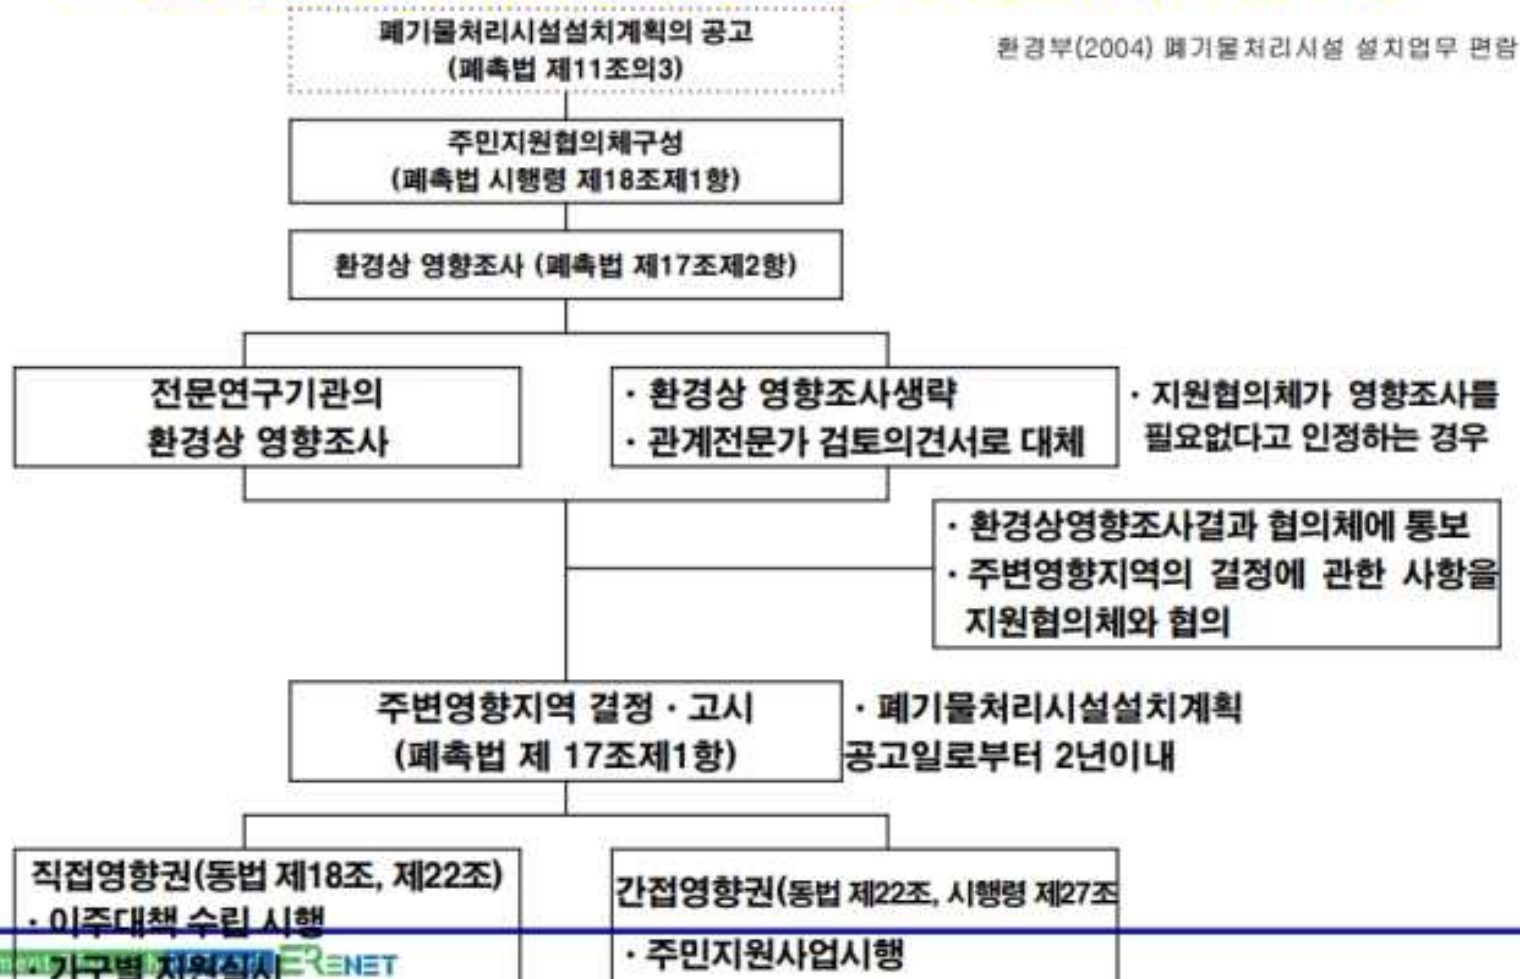 폐기물처리시설설치계획의 공고
(폐촉법 제11조의3)
환경부(2004) 폐기물처리시설 설치업무 편람
주민지원협의체구성
(폐촉법 시행령 제18조제1항)
환경상 영향조사 (폐촉법 제17조제2항)
전문연구기관의
환경상 영향조사
· 환경상 영향조사생략
· 관계전문가 검토의견서로 대체
· 지원협의체가 영향조사를
필요없다고 인정하는 경우
· 환경상영향조사결과 협의체에 통보
· 주변영향지역의 결정에 관한 사항을
지원협의체와 협의
주변영향지역 결정 · 고시
(폐촉법 제 17조제1항)
· 폐기물처리시설설치계획
공고일로부터 2년이내
직접영향권(동법 제18조, 제22조)
· 이주대책 수립 시행
· 가구별 지원실시
간접영향권(동법 제22조, 시행령 제27조
· 주민지원사업시행
ERENET